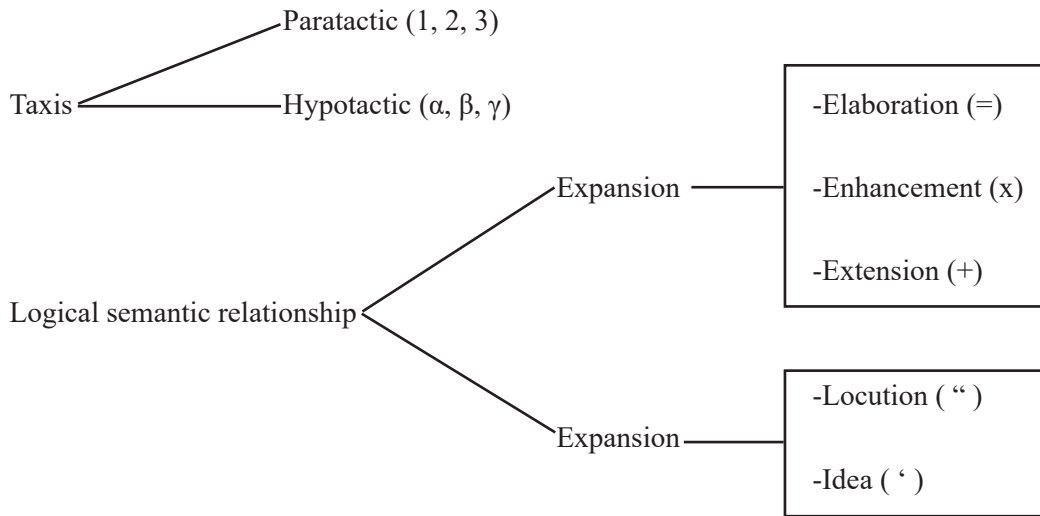 Paratactic (1, 2, 3)
Taxis
Hypotactic (α, β, γ)
-Elaboration (=)
Expansion
-Enhancement (x)
-Extension (+)
Logical semantic relationship
-Locution ( “ )
Expansion
-Idea ( ‘ )